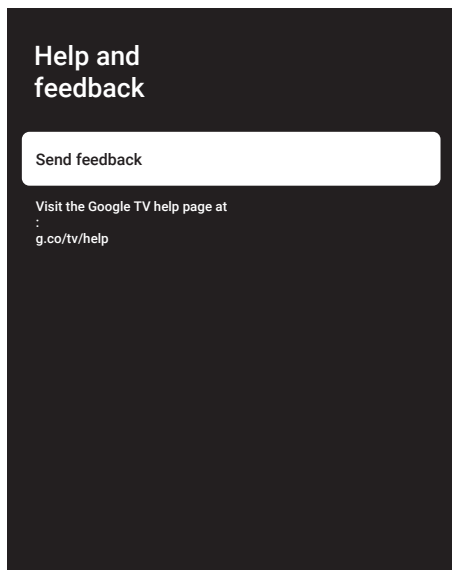 Help and
feedback
Send feedback
Visit the Google TV help page at
:
g.co/tv/help